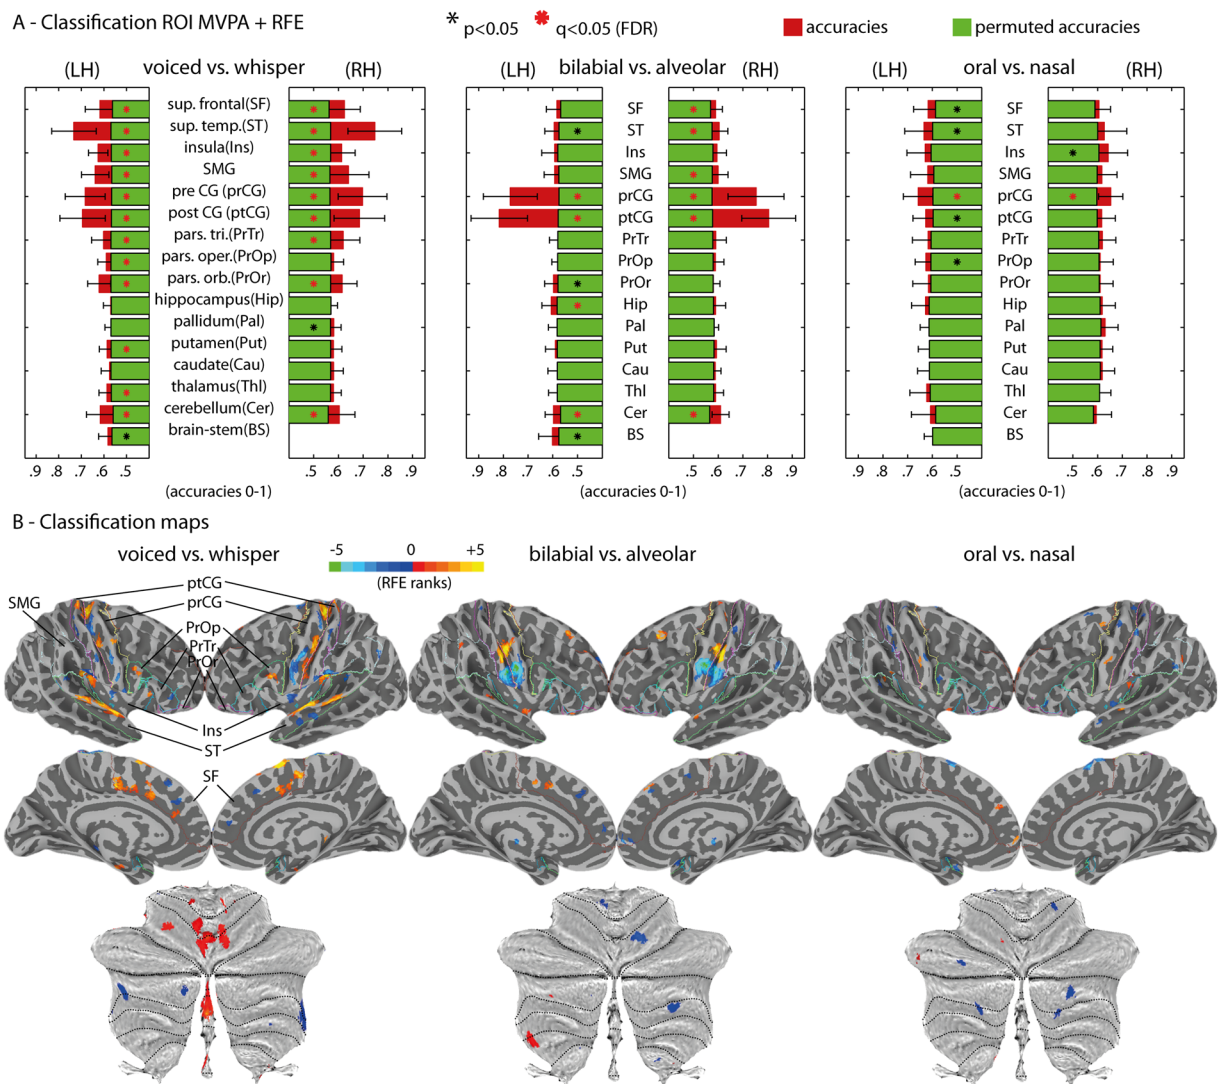 A - Classification ROI MVPA + RFE
* p<0.05 * q<0.05 (FDR)
accuracies
permuted accuracies
(LH) voiced vs. whisper (RH)
(LH) bilabial vs. alveolar (RH)
(LH) oral vs. nasal (RH)
sup. frontal(SF)
sup. temp.(ST)
insula(Ins)
SMG
pre CG (prCG)
post CG (ptCG)
pars. tri.(PrTr)
pars. oper.(PrOp)
pars. orb.(PrOr)
hippocampus(Hip)
pallidum(Pal)
putamen(Put)
caudate(Cau)
thalamus(Thl)
cerebellum(Cer)
brain-stem(BS)
SF
ST
Ins
SMG
prCG
ptCG
PrTr
PrOp
PrOr
Hip
Pal
Put
Cau
Thl
Cer
BS
SF
ST
Ins
SMG
prCG
ptCG
PrTr
PrOp
PrOr
Hip
Pal
Put
Cau
Thl
Cer
BS
.9 .8 .7 .6 .5 .5 .6 .7 .8 .9
.9 .8 .7 .6 .5 .5 .6 .7 .8 .9
.9 .8 .7 .6 .5 .5 .6 .7 .8 .9
(accuracies 0-1)
(accuracies 0-1)
(accuracies 0-1)
B - Classification maps
voiced vs. whisper
-5 0 +5
(RFE ranks)
bilabial vs. alveolar
oral vs. nasal
ptCG
SMG
prCG
PrOp
PrTr
PrOr
Ins
ST
SF